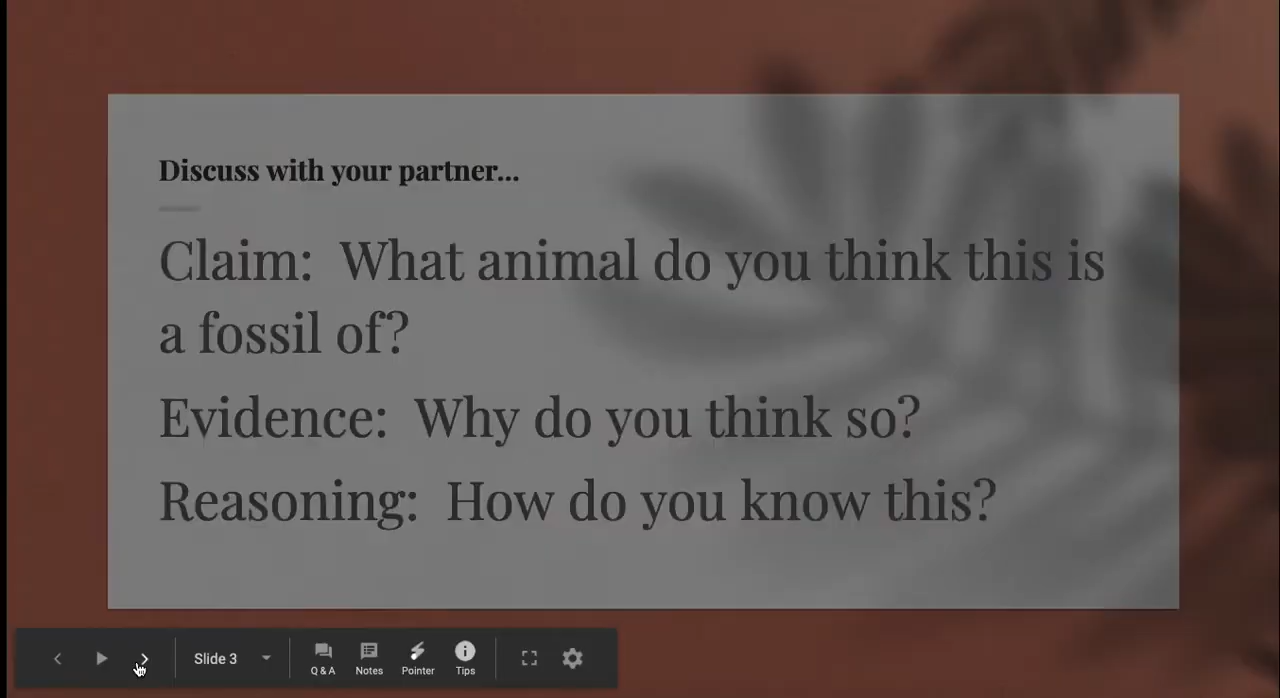 Discuss with your partner...
Claim: What animal do you think this is
a fossil of?
Evidence: Why do you think so?
Reasoning: How do you know this?
Slide 3
Q & A
Notes
Pointer
Tips